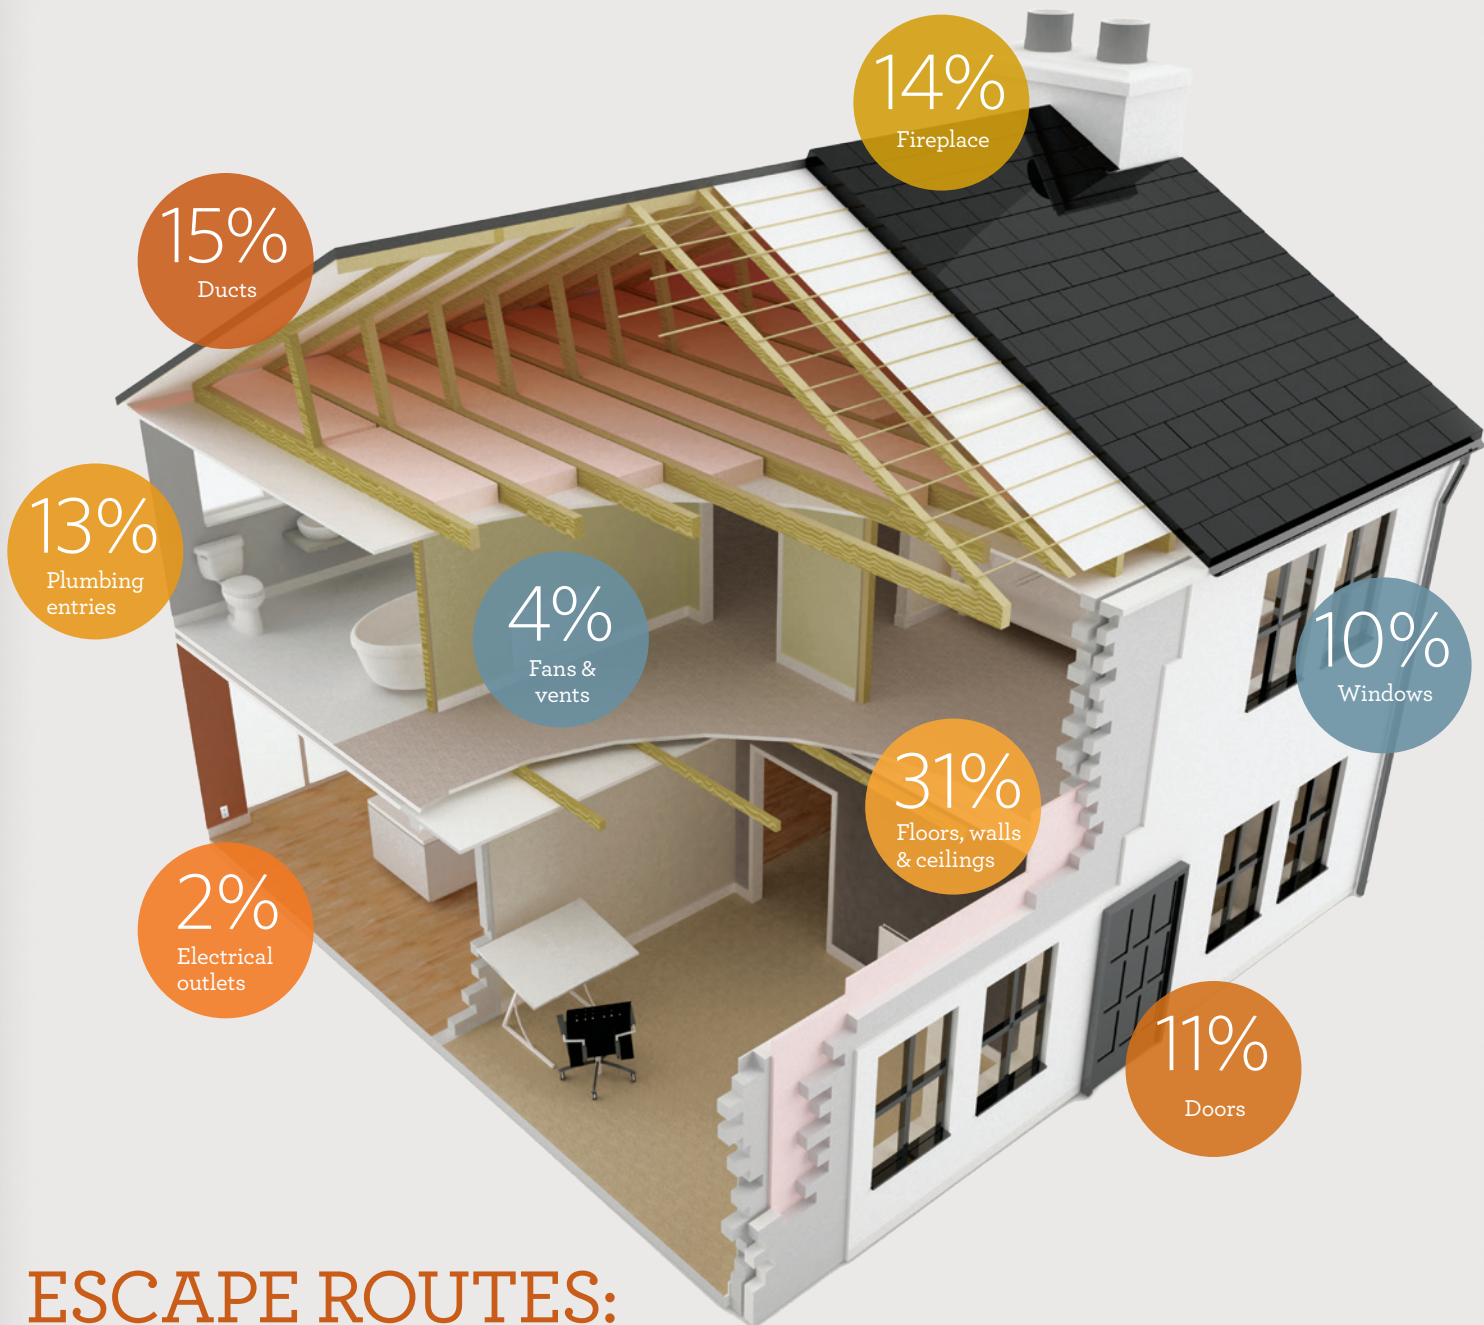 14%
Fireplace
15%
Ducts
13%
Plumbing
entries
4%
Fans &
vents
10%
Windows
31%
Floors, walls
& ceilings
2%
Electrical
outlets
11%
Doors
ESCAPE ROUTES: